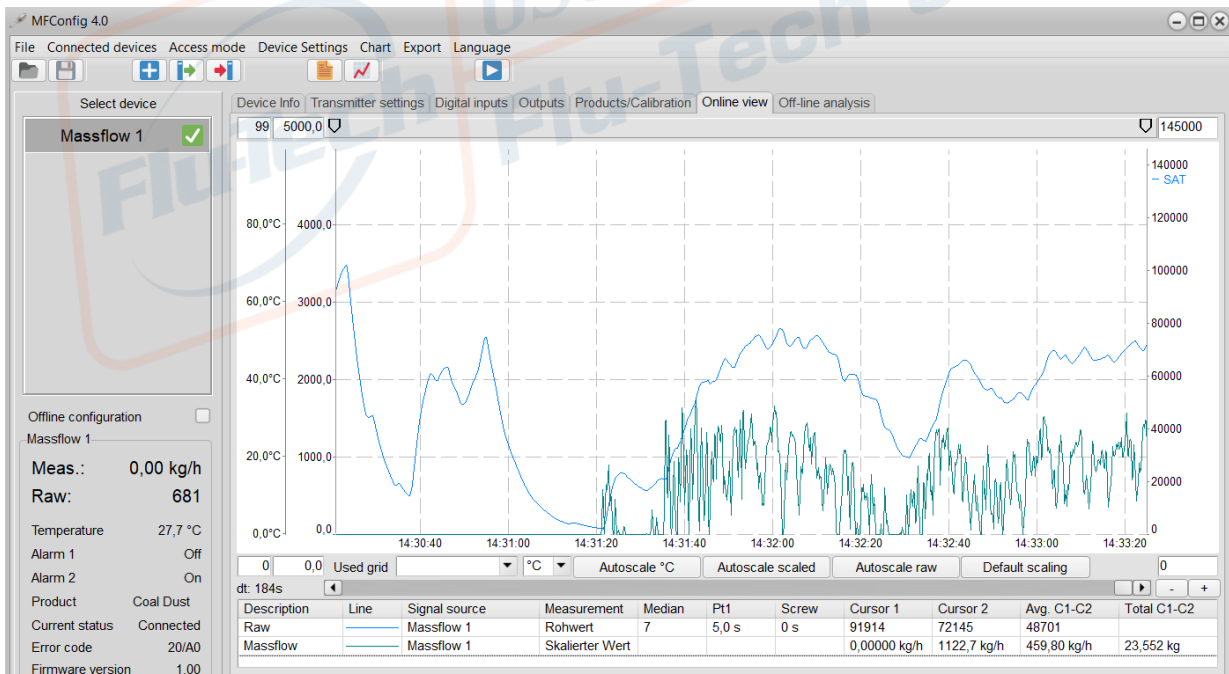 MFConfig 4.0
File Connected devices Access mode Device Settings Chart Export Language
Select device
Massflow 1
Offline configuration
Massflow 1
Meas.: 0,00 kg/h
Raw: 681
Temperature 27,7 °C
Alarm 1 Off
Alarm 2 On
Product Coal Dust
Current status Connected
Error code 20/A0
Firmware version 1.00
Device Info Transmitter settings Digital inputs Outputs Products/Calibration Online view Off-line analysis
99 5000,0 145000
140000
SAT
80,0°C 4000,0 120000
100000
60,0°C 3000,0
80000
40,0°C 2000,0 60000
40000
20,0°C 1000,0
20000
0,0°C 0,0 0
14:30:40 14:31:00 14:31:20 14:31:40 14:32:00 14:32:20 14:32:40 14:33:00 14:33:20
0 0,0 Used grid °C Autoscale °C Autoscale scaled Autoscale raw Default scaling 0
dt: 184s - +
Description Line Signal source Measurement Median Pt1 Screw Cursor 1 Cursor 2 Avg. C1-C2 Total C1-C2
Raw Massflow 1 Rohwert 7 5,0 s 0 s 91914 72145 48701
Massflow Massflow 1 Skalierter Wert 0,00000 kg/h 1122,7 kg/h 459,80 kg/h 23,552 kg
Flu-Tech
Flu-Tech